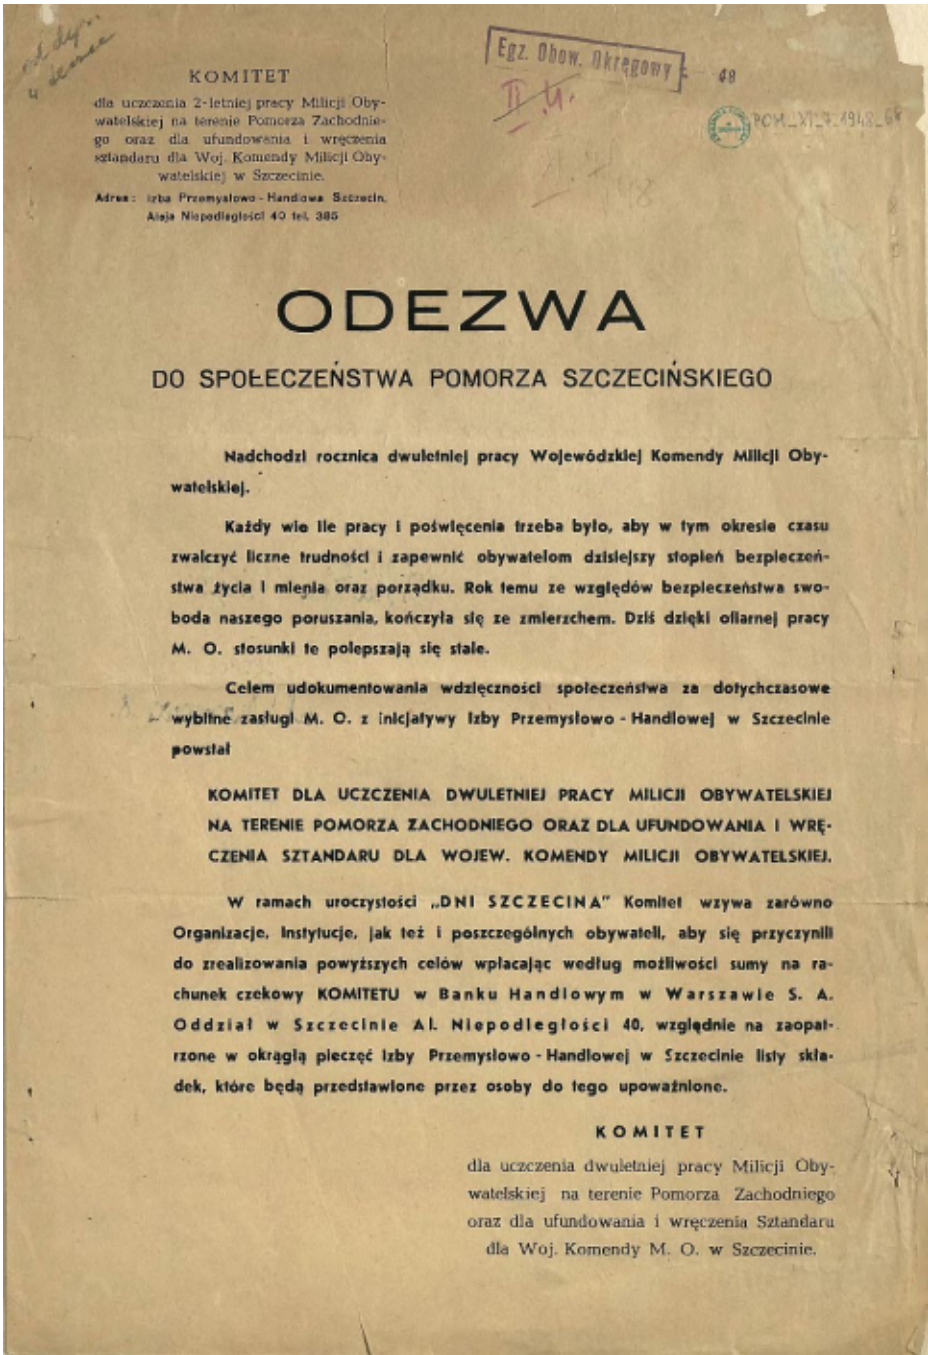 KOMITET
dla uczczenia 2-letniej pracy Milicji Oby-
watelskiej na terenie Pomorza Zachodnie-
go oraz dla ufundowania i wręczenia
sztandaru dla Woj. Komendy Milicji Oby-
watelskiej w Szczecinie.
Adres: Izba Przemysłowo-Handlowa Szczecin,
Aleja Niepodległości 40 tel. 385
Egz. Obow. Okręgowy
48
II
POM_XI_7_1948_68
ODEZWA
DO SPOŁECZEŃSTWA POMORZA SZCZECIŃSKIEGO
Nadchodzi rocznica dwuletniej pracy Wojewódzkiej Komendy Milicji Oby-
watelskiej.
Każdy wie ile pracy i poświęcenia trzeba było, aby w tym okresie czasu
zwalczyć liczne trudności i zapewnić obywatelom dzisiejszy stopień bezpieczeń-
stwa życia i mienia oraz porządku. Rok temu ze względów bezpieczeństwa swo-
boda naszego poruszania, kończyła się ze zmierzchem. Dziś dzięki ofiarnej pracy
M. O. stosunki te polepszają się stale.
Celem udokumentowania wdzięczności społeczeństwa za dotychczasowe
wybitne zasługi M. O. z inicjatywy Izby Przemysłowo-Handlowej w Szczecinie
powstał
KOMITET DLA UCZCZENIA DWULETNIEJ PRACY MILICJI OBYWATELSKIEJ
NA TERENIE POMORZA ZACHODNIEGO ORAZ DLA UFUNDOWANIA I WRĘ-
CZENIA SZTANDARU DLA WOJEW. KOMENDY MILICJI OBYWATELSKIEJ.
W ramach uroczystości „DNI SZCZECINA" Komitet wzywa zarówno
Organizacje, Instytucje, jak też i poszczególnych obywateli, aby się przyczynili
do zrealizowania powyższych celów wpłacając według możliwości sumy na ra-
chunek czekowy KOMITETU w Banku Handlowym w Warszawie S. A.
Oddział w Szczecinie Al. Niepodległości 40, względnie na zaopat-
rzone w okrągłą pieczęć Izby Przemysłowo-Handlowej w Szczecinie listy skła-
dek, które będą przedstawione przez osoby do tego upoważnione.
KOMITET
dla uczczenia dwuletniej pracy Milicji Oby-
watelskiej na terenie Pomorza Zachodniego
oraz dla ufundowania i wręczenia Sztandaru
dla Woj. Komendy M. O. w Szczecinie.